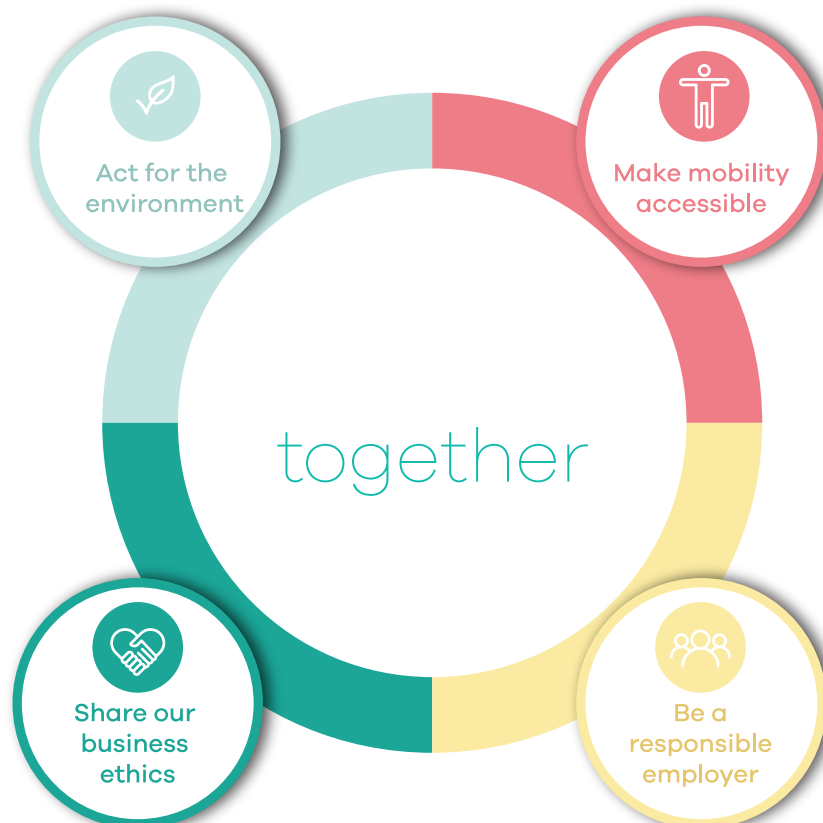 Act for the
environment
Make mobility
accessible
together
Share our
business
ethics
Be a
responsible
employer